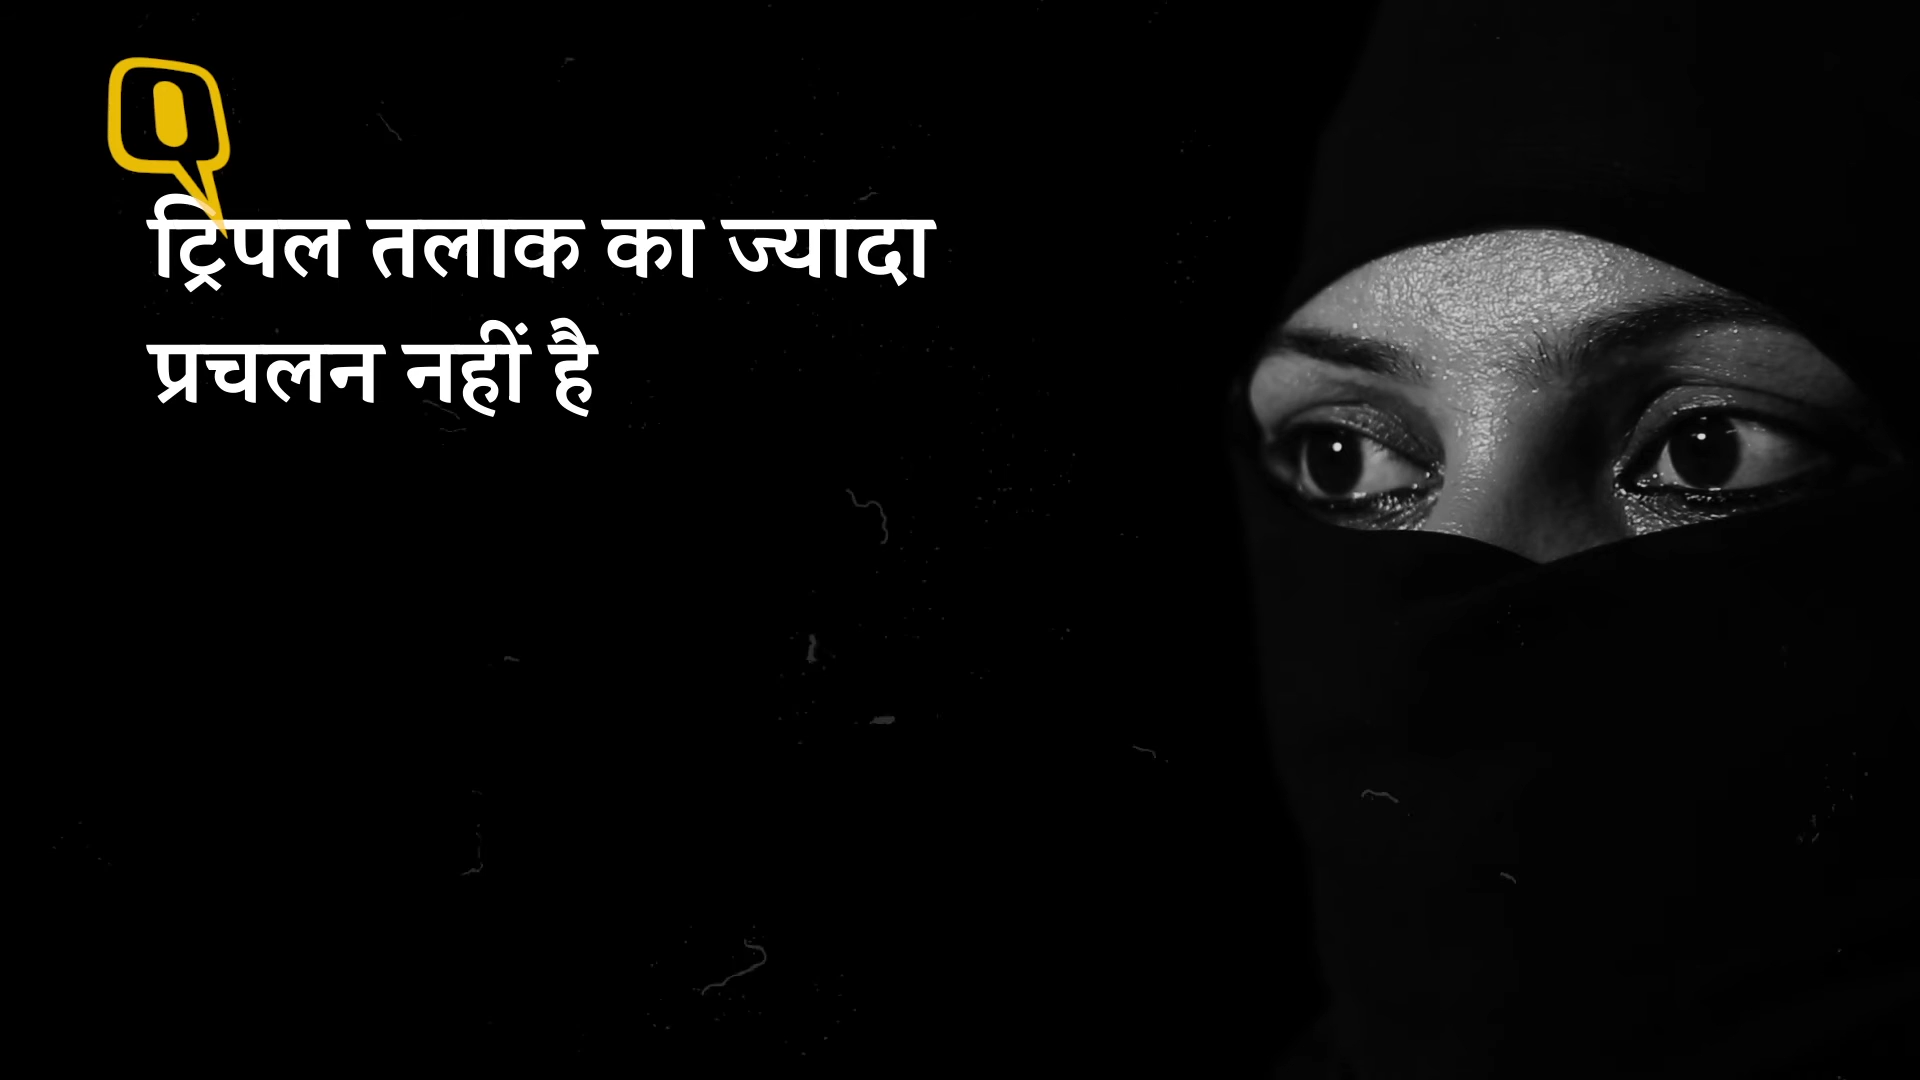 ट्रिपल तलाक का ज्यादा
प्रचलन नहीं है